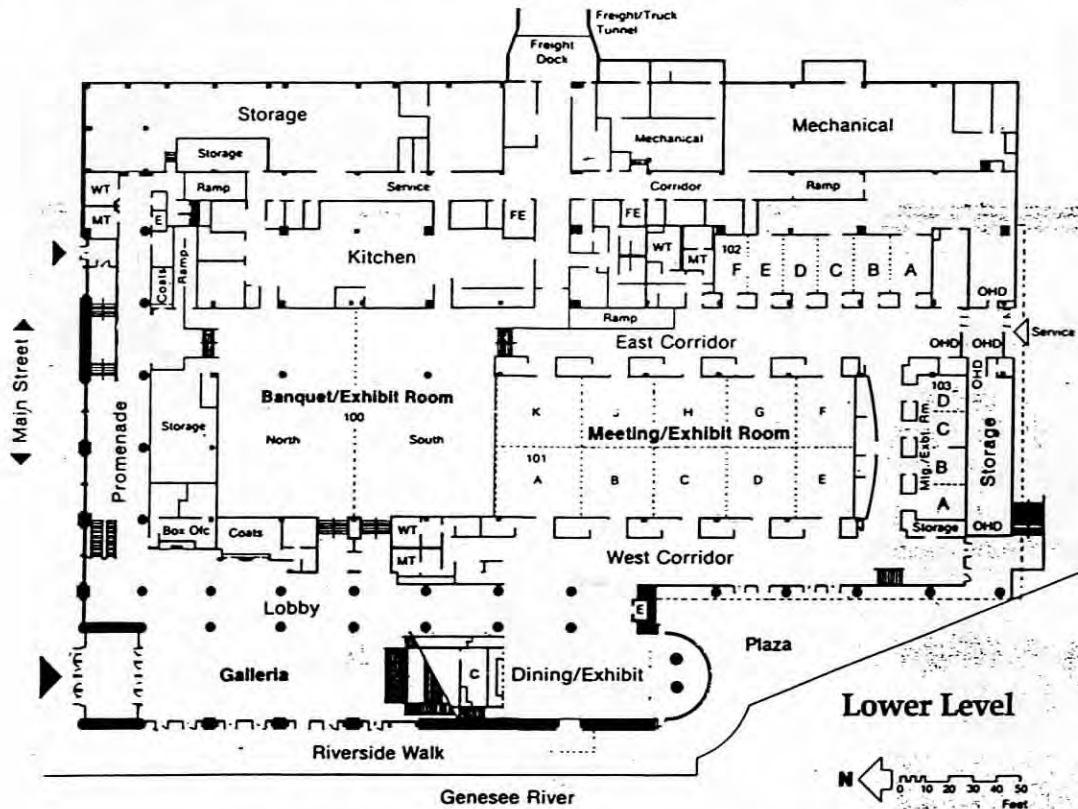 Freight/Truck
Tunnel
Freight
Dock
Storage
Mechanical
Mechanical
Storage
WT
Ramp
Service
Corridor
Ramp
MT
E
FE
FE
WT
MT
102
F E D C B A
Kitchen
Coats
Ramp
OHD
Ramp
Service
East Corridor
OHD
OHD
OHD
Main Street
Promenade
Banquet/Exhibit Room
100
North
South
Storage
K J H G F
Meeting/Exhibit Room
101
A B C D E
103
D
C
B
A
Mtg./Exbt. Rm.
Storage
Storage
OHD
Box Ofc
Coats
WT
MT
West Corridor
Lobby
E
Plaza
Galleria
C
Dining/Exhibit
Lower Level
Riverside Walk
N
0 10 20 30 40 50
Feet
Genesee River